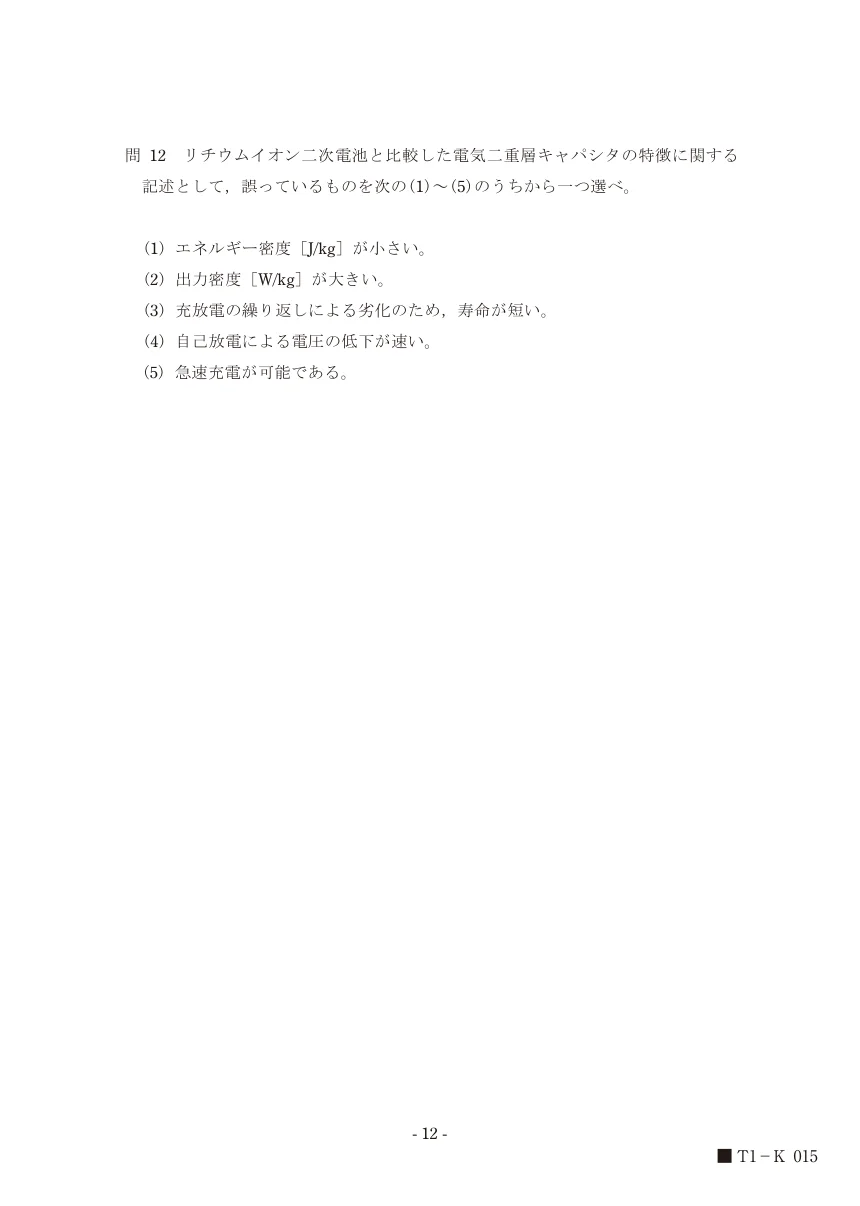 問 12　リチウムイオン二次電池と比較した電気二重層キャパシタの特徴に関する
記述として，誤っているものを次の(1)～(5)のうちから一つ選べ。
(1) エネルギー密度［J/kg］が小さい。
(2) 出力密度［W/kg］が大きい。
(3) 充放電の繰り返しによる劣化のため，寿命が短い。
(4) 自己放電による電圧の低下が速い。
(5) 急速充電が可能である。
- 12 -
■ T1－K 015